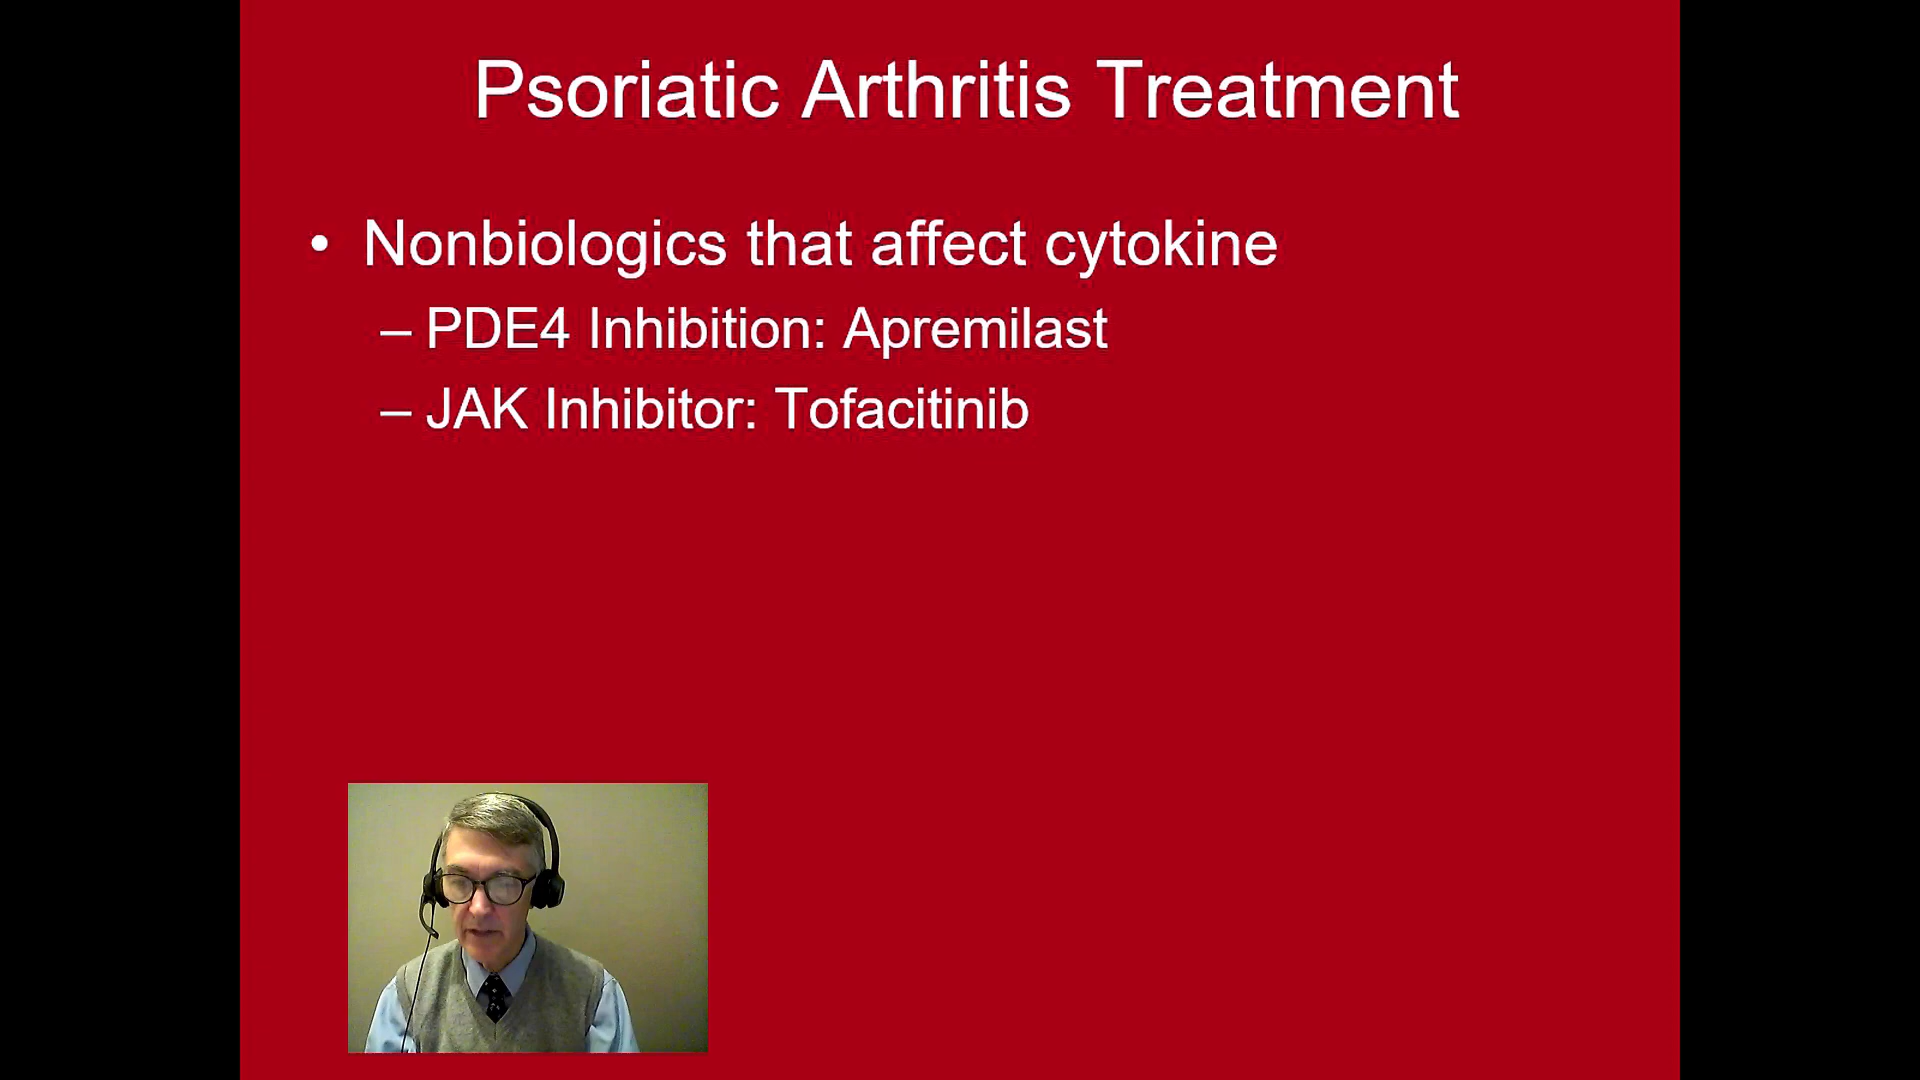 Psoriatic Arthritis Treatment
• Nonbiologics that affect cytokine
– PDE4 Inhibition: Apremilast
– JAK Inhibitor: Tofacitinib